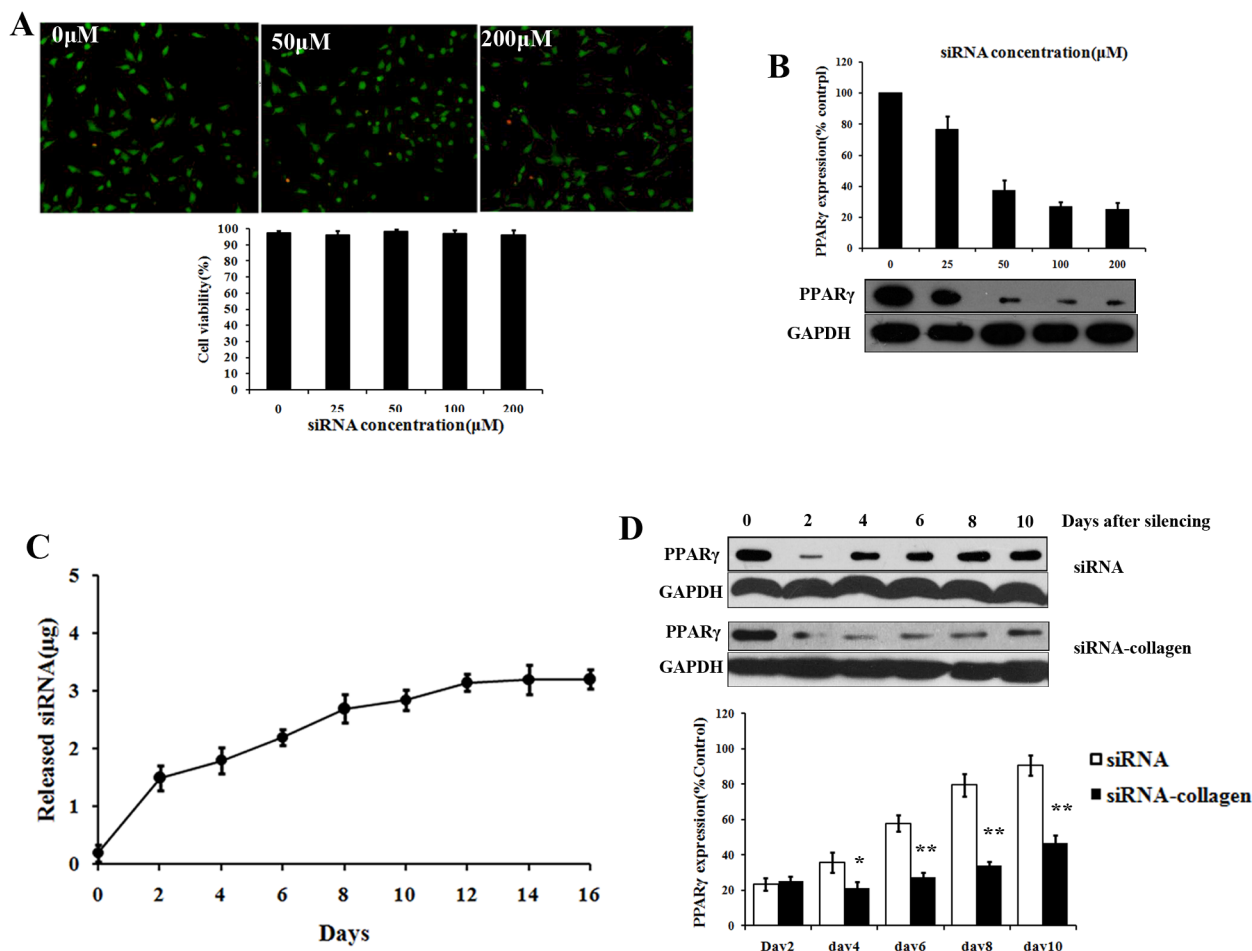 A
0μM
50μM
200μM
100
90
80
70
60
50
40
30
20
10
0
Cell viability(%)
0 25 50 100 200
siRNA concentration(μM)
B
siRNA concentration(μM)
120
100
80
60
40
20
0
PPARγ expression(% contrpl)
0 25 50 100 200
PPARγ
GAPDH
C
5
4
3
2
1
0
Released siRNA(μg)
0 2 4 6 8 10 12 14 16
Days
D
0 2 4 6 8 10 Days after silencing
PPARγ
siRNA
GAPDH
PPARγ
siRNA-collagen
GAPDH
120
100
80
60
40
20
0
PPARγ expression(%Control)
* ** ** **
siRNA
siRNA-collagen
Day2 day4 day6 day8 day10